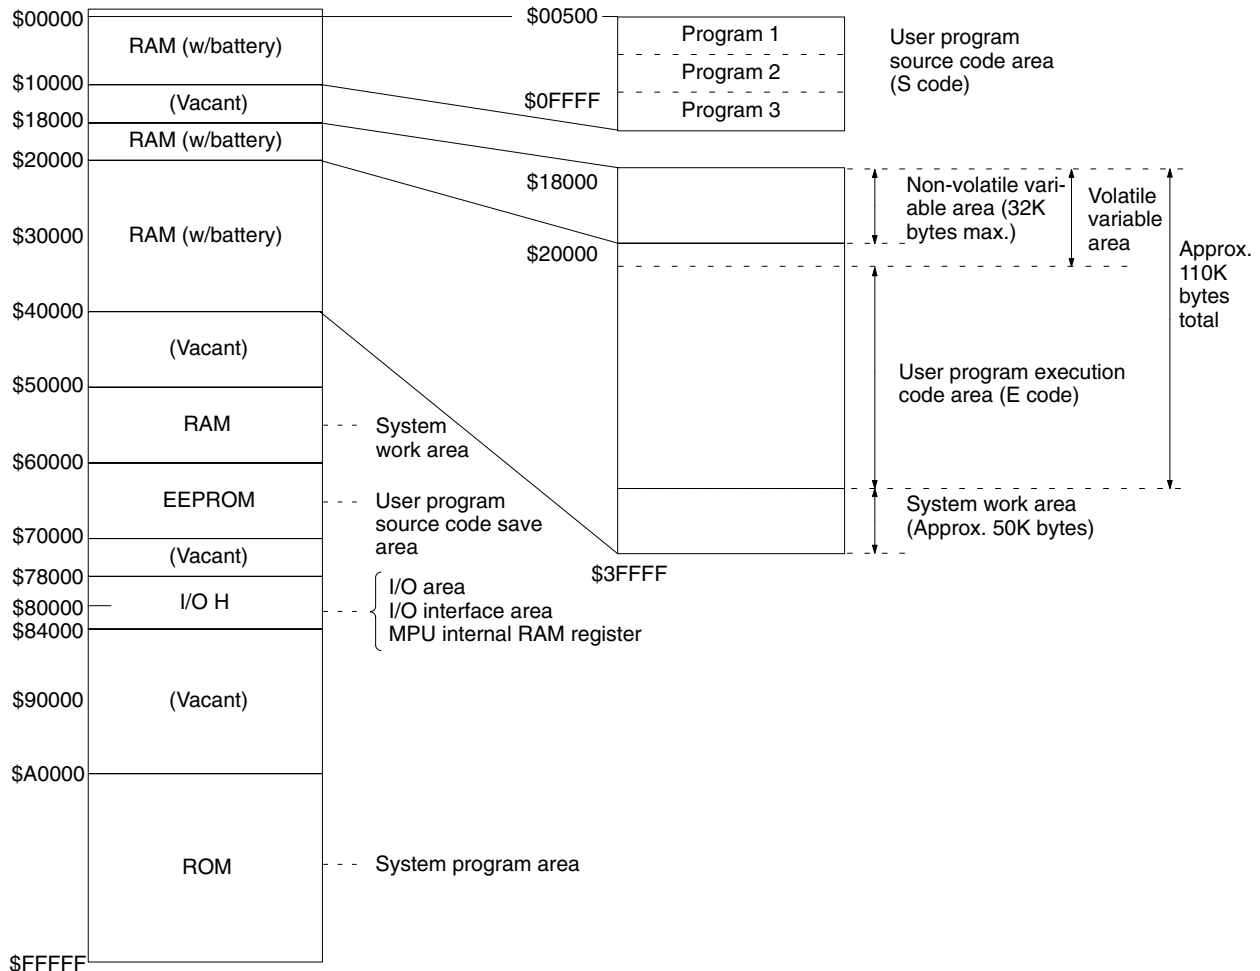 $00000
RAM (w/battery)
$10000
(Vacant)
$18000
RAM (w/battery)
$20000
RAM (w/battery)
$30000
$40000
(Vacant)
$50000
RAM
System
work area
$60000
EEPROM
User program
source code save
area
$70000
(Vacant)
$78000
I/O H
$80000
I/O area
I/O interface area
MPU internal RAM register
$84000
$90000
(Vacant)
$A0000
ROM
System program area
$FFFFF
$00500
Program 1
Program 2
$0FFFF
Program 3
User program
source code area
(S code)
$18000
Non-volatile vari-
able area (32K
bytes max.)
Volatile
variable
area
Approx.
110K
bytes
total
$20000
User program execution
code area (E code)
System work area
(Approx. 50K bytes)
$3FFFF